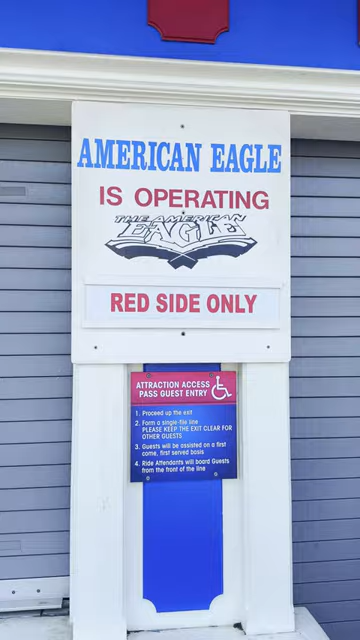 AMERICAN EAGLE
IS OPERATING
THE AMERICAN
EAGLE
RED SIDE ONLY
ATTRACTION ACCESS
PASS GUEST ENTRY
1. Proceed up the exit
2. Form a single-file line
PLEASE KEEP THE EXIT CLEAR FOR
OTHER GUESTS
3. Guests will be assisted on a first
come, first served basis
4. Ride Attendants will board Guests
from the front of the line